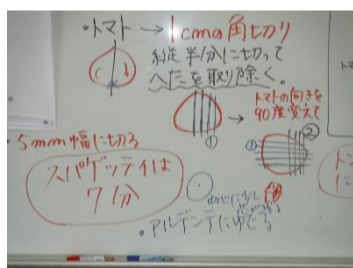 ・トマト → 1cmの角切り
縦半分に切って
へたを取り除く。
トマトの向きを
90度変えて
①
①
②
・5mm幅に切る
スパゲッティは
7分
・アルデンテにゆでる